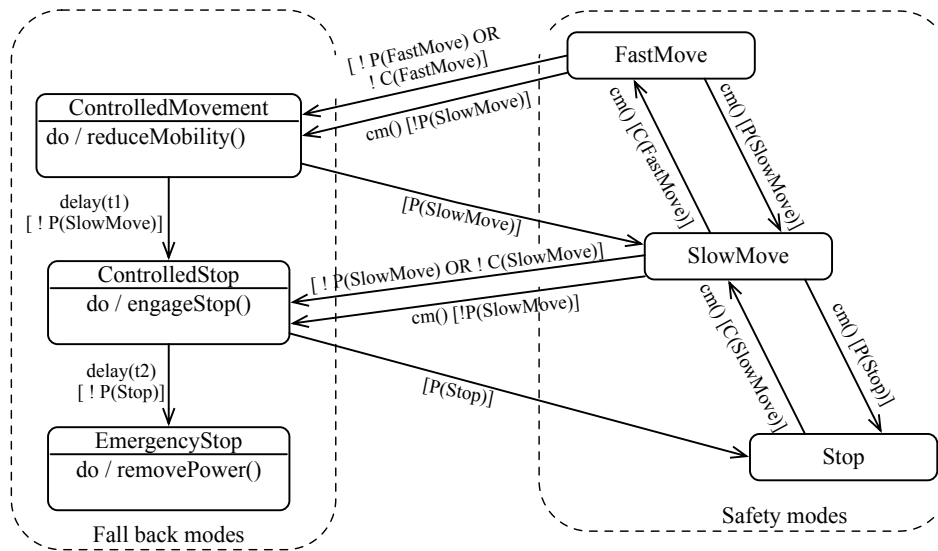 [ ! P(FastMove) OR
! C(FastMove)]
FastMove
cm() [!P(SlowMove)]
cm() [C(FastMove)]
cm() [P(SlowMove)]
ControlledMovement
do / reduceMobility()
delay(t1)
[ ! P(SlowMove)]
[P(SlowMove)]
SlowMove
ControlledStop
do / engageStop()
[ ! P(SlowMove) OR ! C(SlowMove)]
cm() [!P(SlowMove)]
cm() [C(SlowMove)]
cm() [P(Stop)]
delay(t2)
[ ! P(Stop)]
[P(Stop)]
EmergencyStop
do / removePower()
Stop
Fall back modes
Safety modes